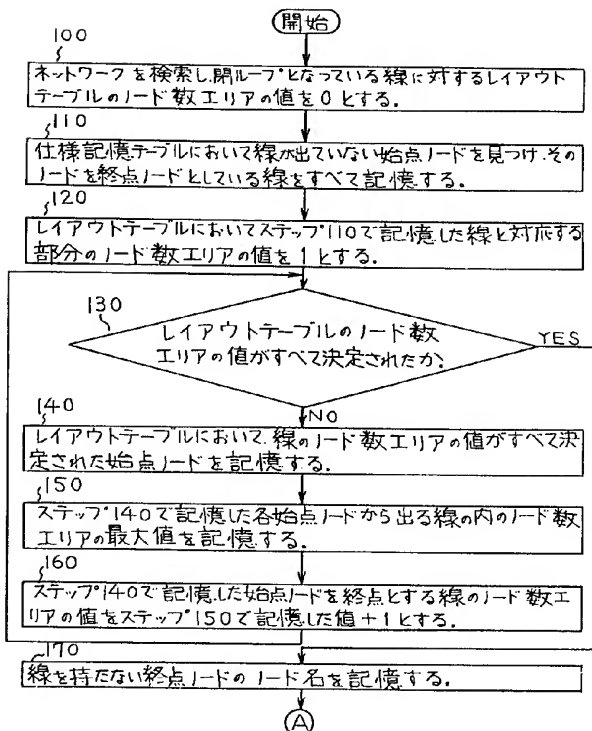 開始
100
ネットワークを検索し、閉ループとなっている線に対するレイアウト
テーブルのノード数エリアの値を0とする.
110
仕様記憶テーブルにおいて線が出ていない始点ノードを見つけ、その
ノードを終点ノードとしている線をすべて記憶する.
120
レイアウトテーブルにおいてステップ110で記憶した線と対応する
部分のノード数エリアの値を1とする.
130
レイアウトテーブルのノード数
エリアの値がすべて決定されたか.
YES
NO
140
レイアウトテーブルにおいて、線のノード数エリアの値がすべて決
定された始点ノードを記憶する.
150
ステップ140で記憶した各始点ノードから出る線の内のノード数
エリアの最大値を記憶する.
160
ステップ140で記憶した始点ノードを終点とする線のノード数エ
リアの値をステップ150で記憶した値+1とする.
170
線を持たない終点ノードのノード名を記憶する.
A